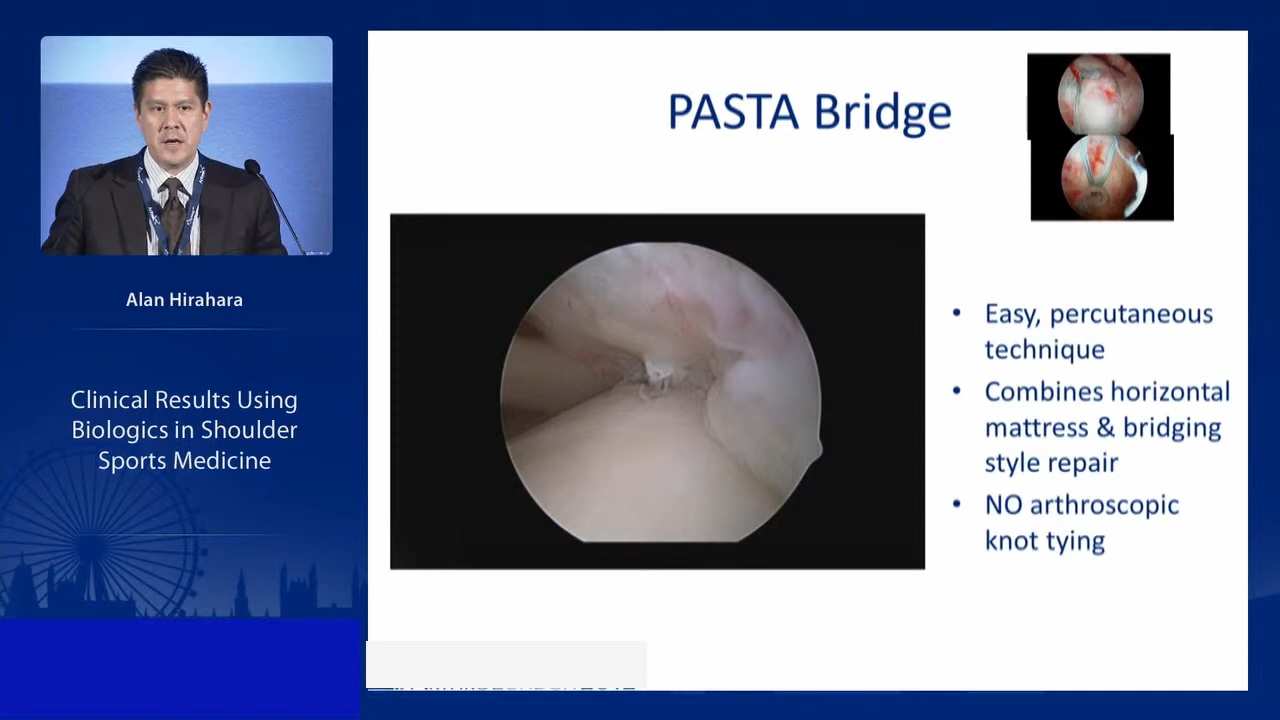 Alan Hirahara
Clinical Results Using
Biologics in Shoulder
Sports Medicine
PASTA Bridge
• Easy, percutaneous
technique
• Combines horizontal
mattress & bridging
style repair
• NO arthroscopic
knot tying